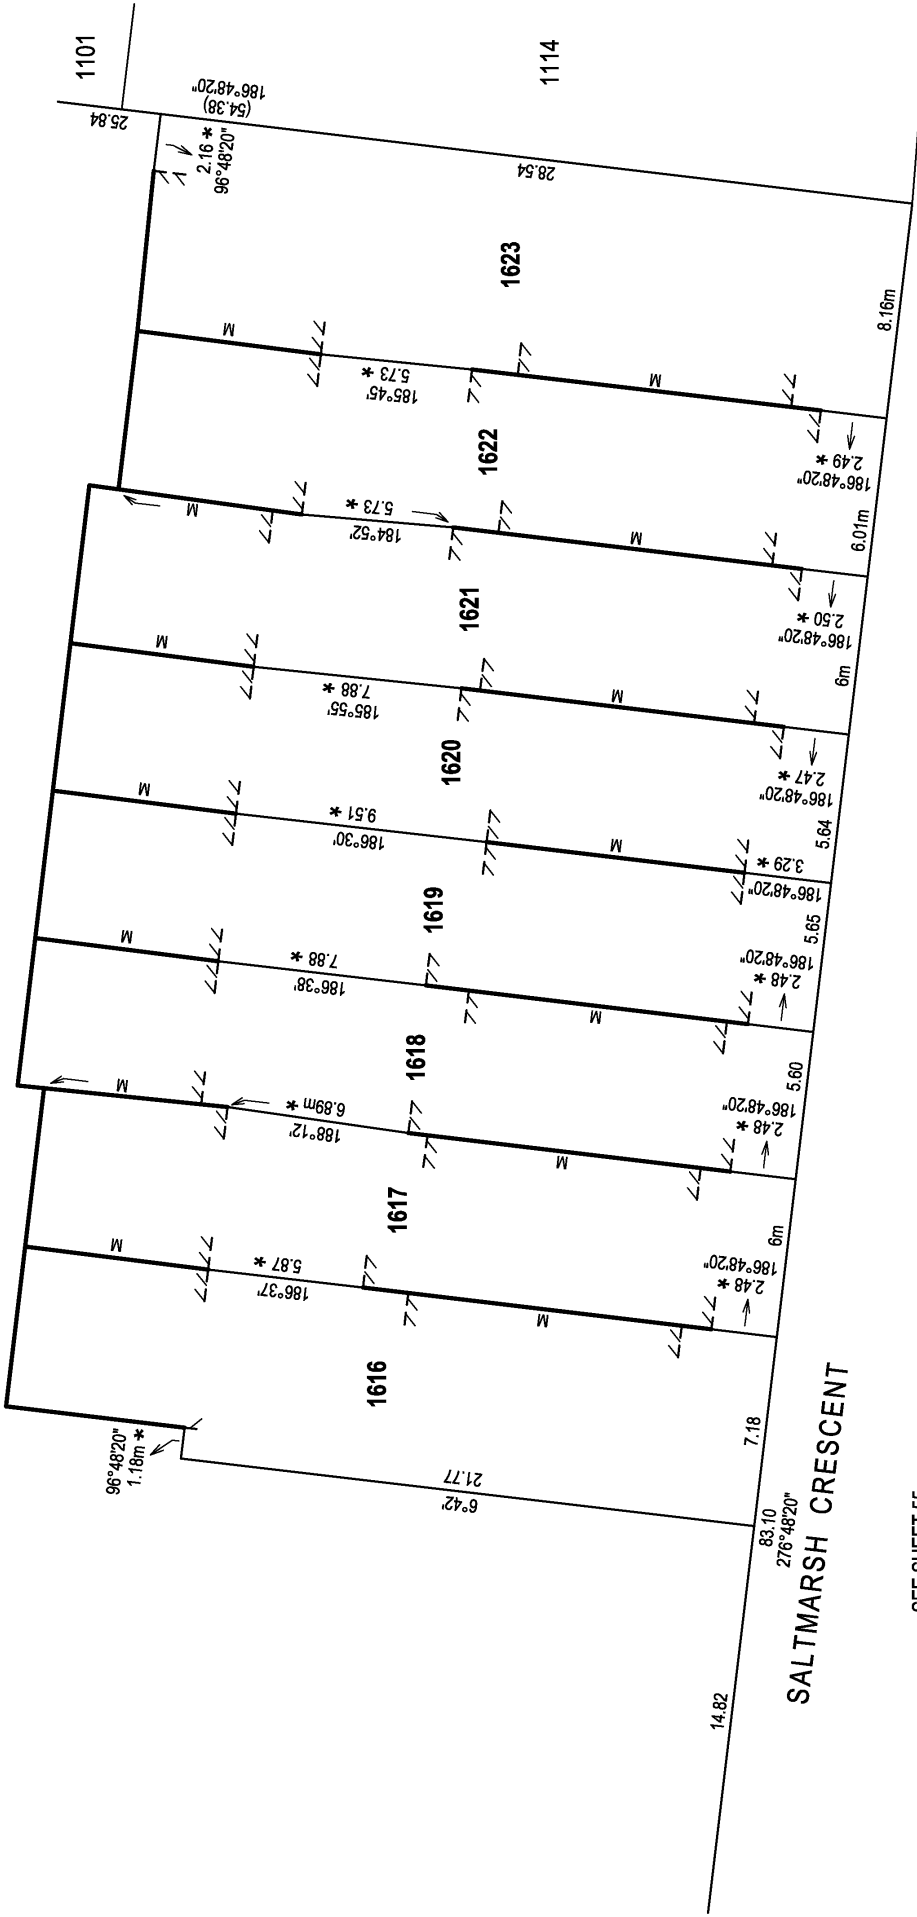 1101
1114
25.84
(54.38)
186°48'20"
2.16 *
96°48'20"
28.54
1623
8.16m
M
5.73 *
185°45'
M
2.49 *
186°48'20"
1622
6.01m
M
5.73 *
184°52'
M
2.50 *
186°48'20"
1621
6m
M
7.88 *
185°55'
M
2.47 *
186°48'20"
1620
5.64
M
9.51 *
186°30'
M
3.29 *
186°48'20"
1619
5.65
M
7.88 *
186°38'
M
2.48 *
186°48'20"
1618
5.60
M
6.89m *
188°12'
M
2.48 *
186°48'20"
1617
6m
M
5.87 *
186°37'
M
2.48 *
186°48'20"
1616
7.18
96°48'20"
1.18m *
21.77
6°42'
83.10
276°48'20"
SALTMARSH CRESCENT
14.82
SEE SHEET 55